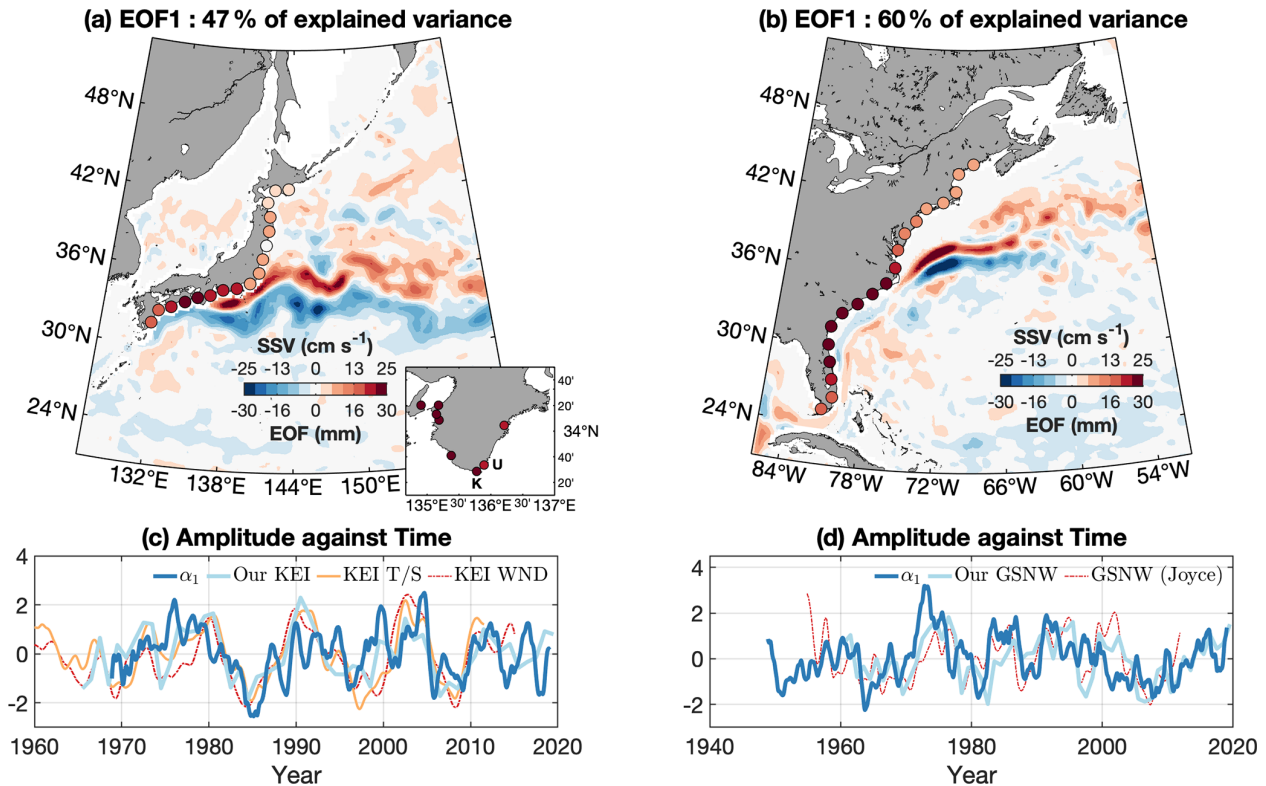 (a) EOF1 : 47 % of explained variance
48°N
42°N
36°N
30°N
24°N
132°E 138°E 144°E 150°E
SSV (cm s⁻¹)
-25 -13 0 13 25
-30 -16 0 16 30
EOF (mm)
40'
20'
34°N
40'
20'
135°E 30' 136°E 30' 137°E
U
K
(b) EOF1 : 60 % of explained variance
48°N
42°N
36°N
30°N
24°N
84°W 78°W 72°W 66°W 60°W 54°W
SSV (cm s⁻¹)
-25 -13 0 13 25
-30 -16 0 16 30
EOF (mm)
(c) Amplitude against Time
α₁ Our KEI KEI T/S KEI WND
4
2
0
-2
1960 1970 1980 1990 2000 2010 2020
Year
(d) Amplitude against Time
α₁ Our GSNW GSNW (Joyce)
4
2
0
-2
1940 1960 1980 2000 2020
Year